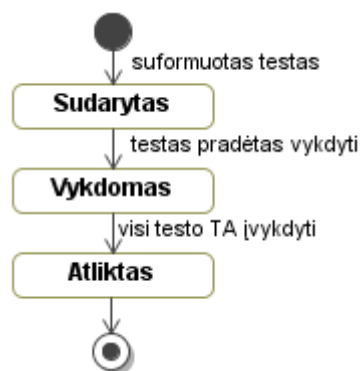 suformuotas testas
Sudarytas
testas pradėtas vykdyti
Vykdomas
visi testo TA įvykdyti
Atliktas